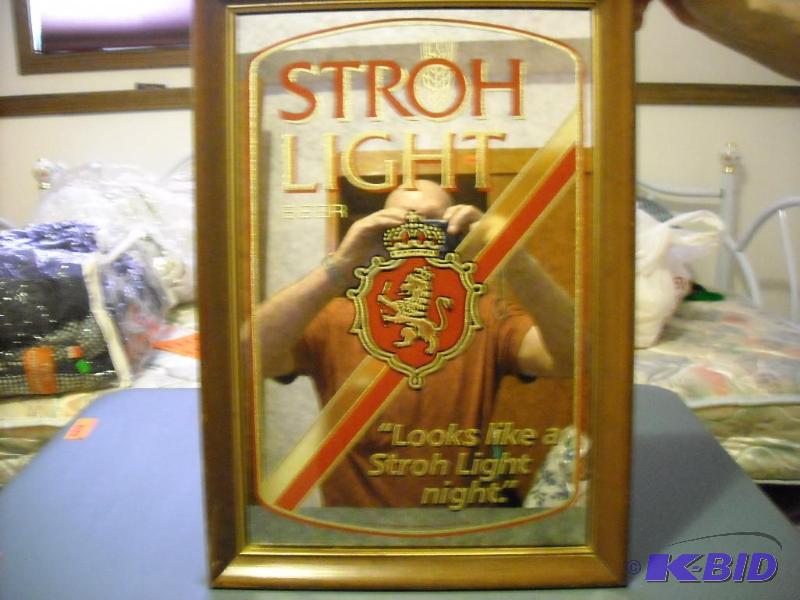 STROH
LIGHT
BEER
"Looks like a
Stroh Light
night."
© K-BID